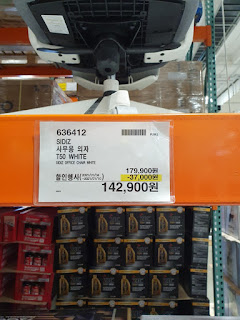 636412
SIDIZ
사무용 의자
T50 WHITE
SIDIZ OFFICE CHAIR WHITE
179,900원
할인행사
-37,000원
142,900원